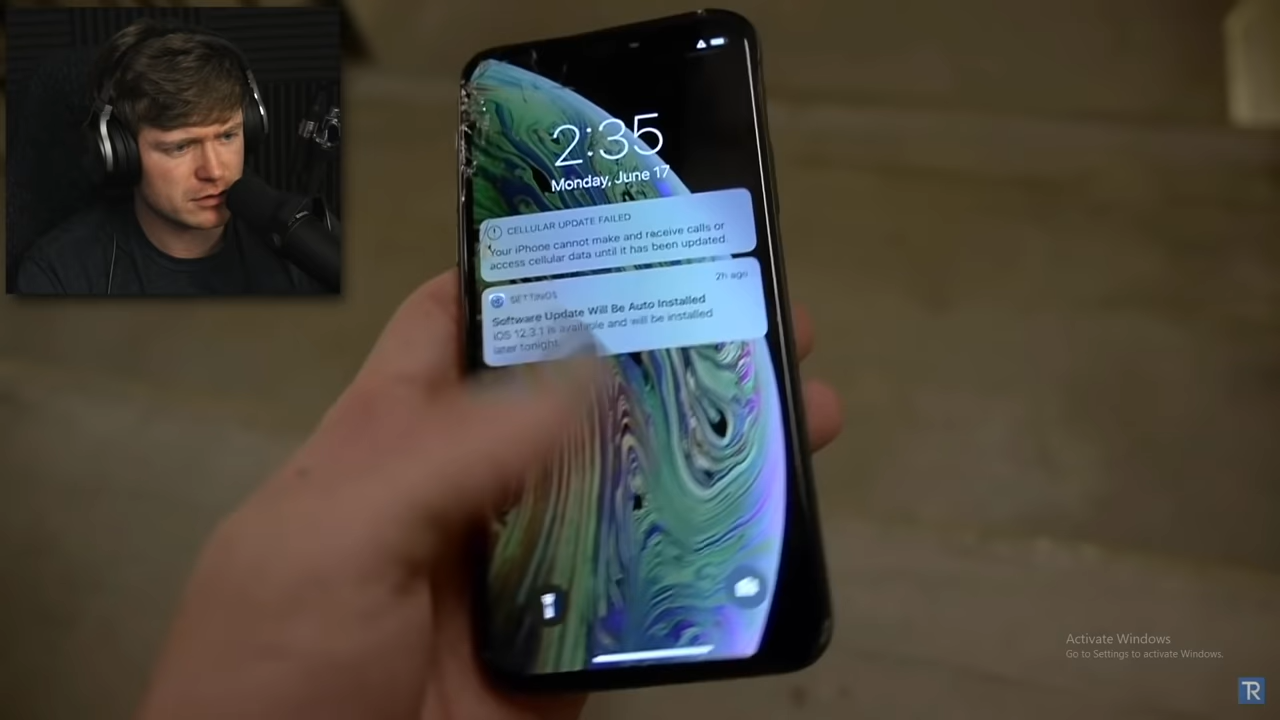 2:35
Monday, June 17
CELLULAR UPDATE FAILED
Your iPhone cannot make and receive calls or
access cellular data until it has been updated.
2h ago
SETTINGS
Software Update Will Be Auto Installed
iOS 12.3.1 is available and will be installed
later tonight.
Activate Windows
Go to Settings to activate Windows.
TR